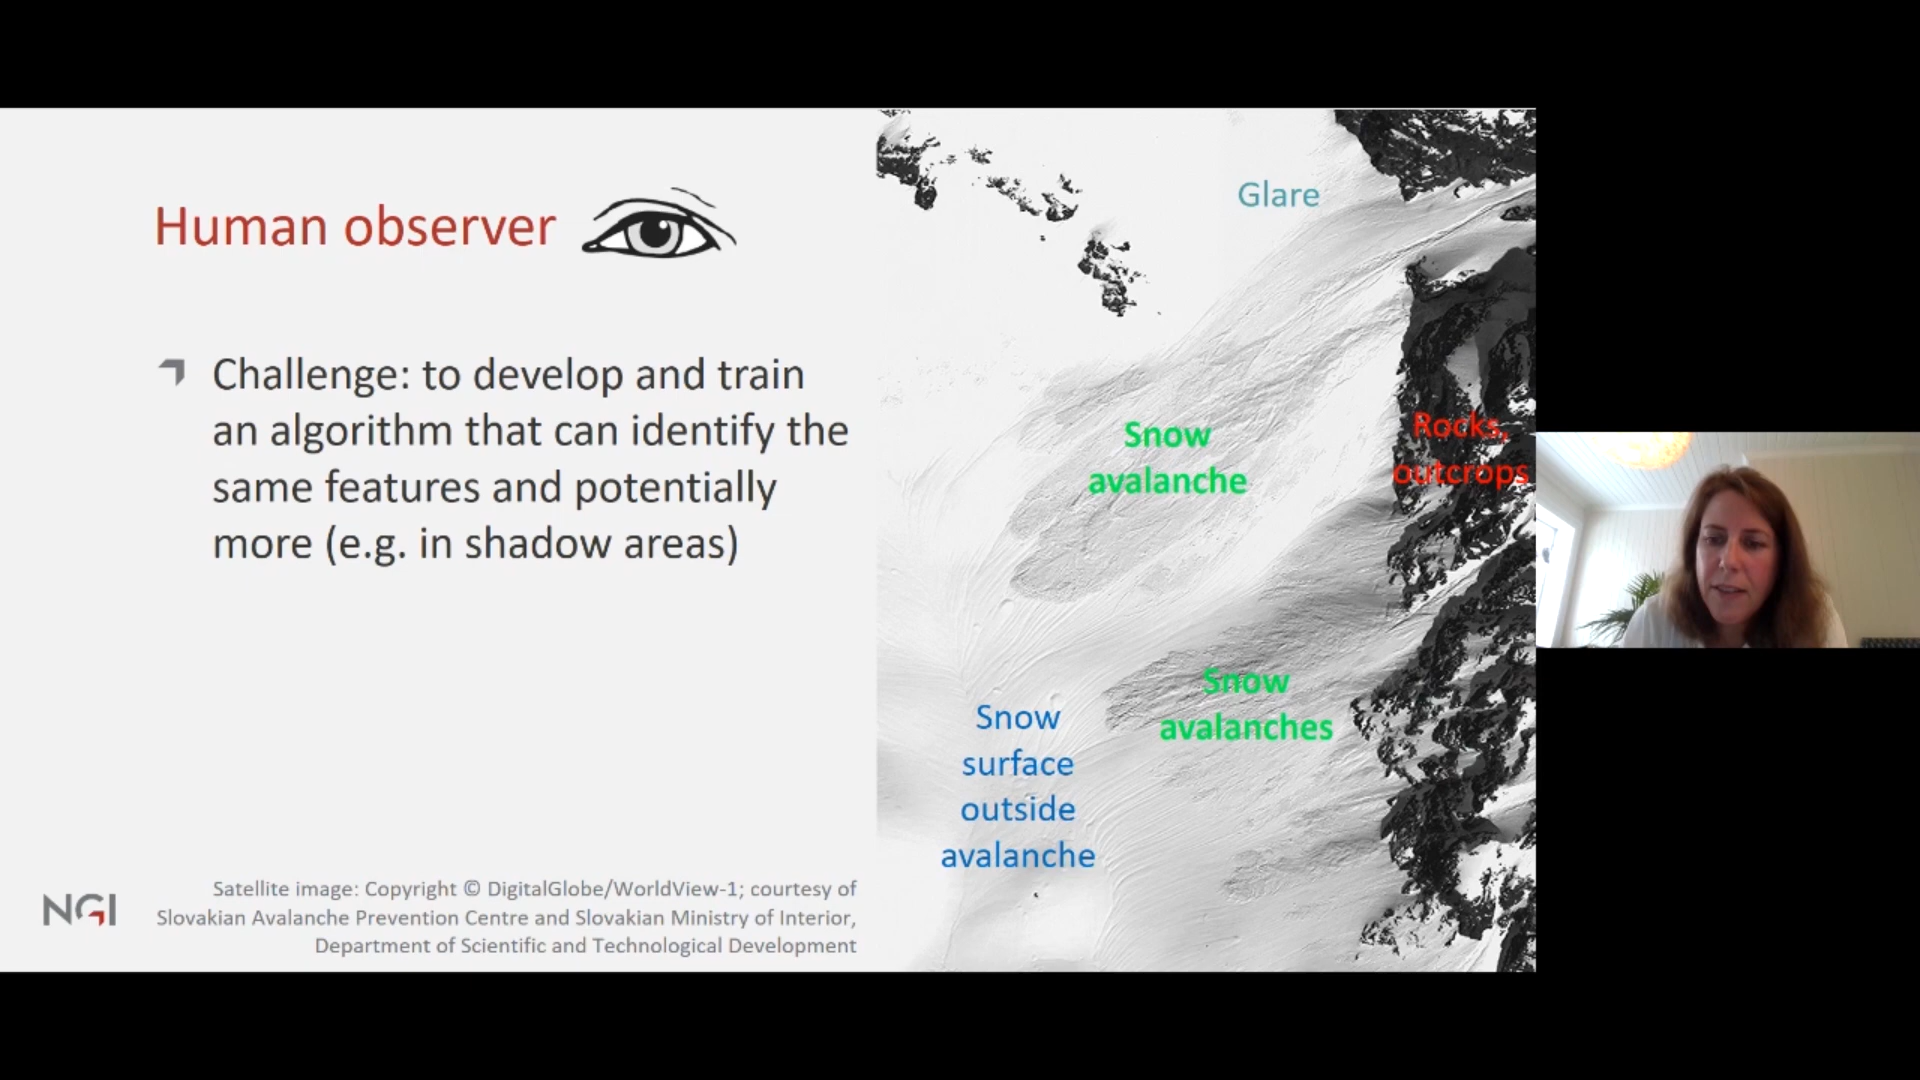 Human observer
Challenge: to develop and train
an algorithm that can identify the
same features and potentially
more (e.g. in shadow areas)
Glare
Snow
avalanche
Rocks,
outcrops
Snow
avalanches
Snow
surface
outside
avalanche
NGI
Satellite image: Copyright © DigitalGlobe/WorldView-1; courtesy of
Slovakian Avalanche Prevention Centre and Slovakian Ministry of Interior,
Department of Scientific and Technological Development